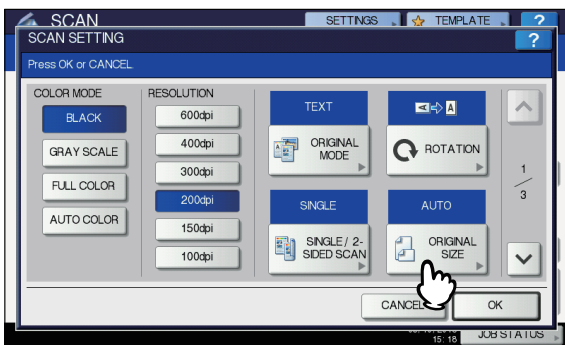 SCAN
SETTINGS
TEMPLATE
?
SCAN SETTING
?
Press OK or CANCEL
COLOR MODE
BLACK
GRAY SCALE
FULL COLOR
AUTO COLOR
RESOLUTION
600dpi
400dpi
300dpi
200dpi
150dpi
100dpi
TEXT
ORIGINAL
MODE
A A
ROTATION
SINGLE
SINGLE / 2-
SIDED SCAN
AUTO
ORIGINAL
SIZE
1
3
CANCEL
OK
15: 18
JOB STATUS